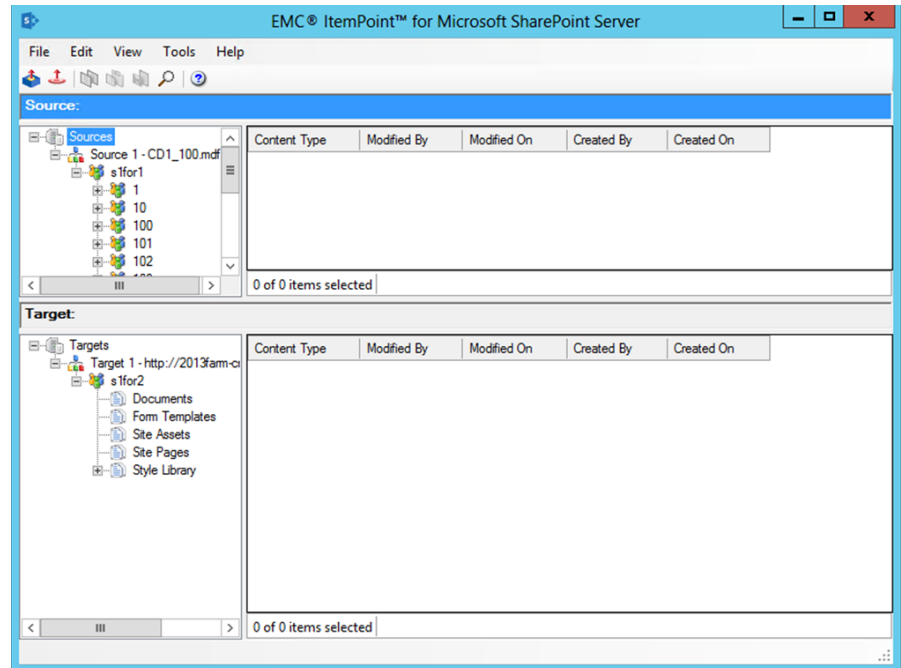 EMC® ItemPoint™ for Microsoft SharePoint Server
File Edit View Tools Help
Source:
Sources
Source 1 - CD1_100.mdf
s1for1
1
10
100
101
102
Content Type Modified By Modified On Created By Created On
0 of 0 items selected
Target:
Targets
Target 1 - http://2013farm-cr
s1for2
Documents
Form Templates
Site Assets
Site Pages
Style Library
Content Type Modified By Modified On Created By Created On
0 of 0 items selected